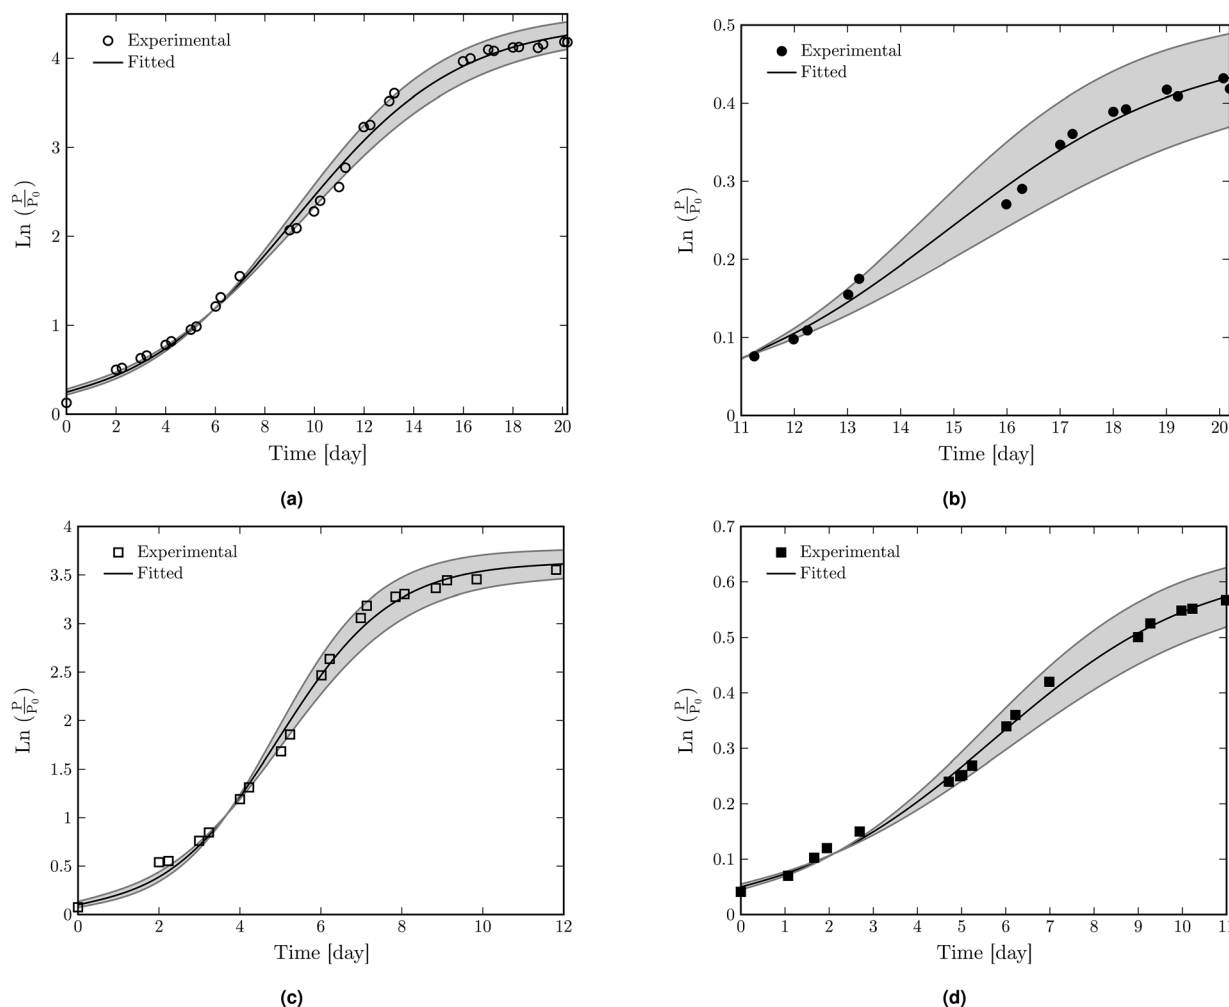 Experimental
Fitted
4
3
2
1
0
0 2 4 6 8 10 12 14 16 18 20
Ln (P/P0)
Time [day]
(a)
Experimental
Fitted
0.5
0.4
0.3
0.2
0.1
0
11 12 13 14 15 16 17 18 19 20
Ln (P/P0)
Time [day]
(b)
Experimental
Fitted
4
3.5
3
2.5
2
1.5
1
0.5
0
0 2 4 6 8 10 12
Ln (P/P0)
Time [day]
(c)
Experimental
Fitted
0.7
0.6
0.5
0.4
0.3
0.2
0.1
0
0 1 2 3 4 5 6 7 8 9 10 11
Ln (P/P0)
Time [day]
(d)